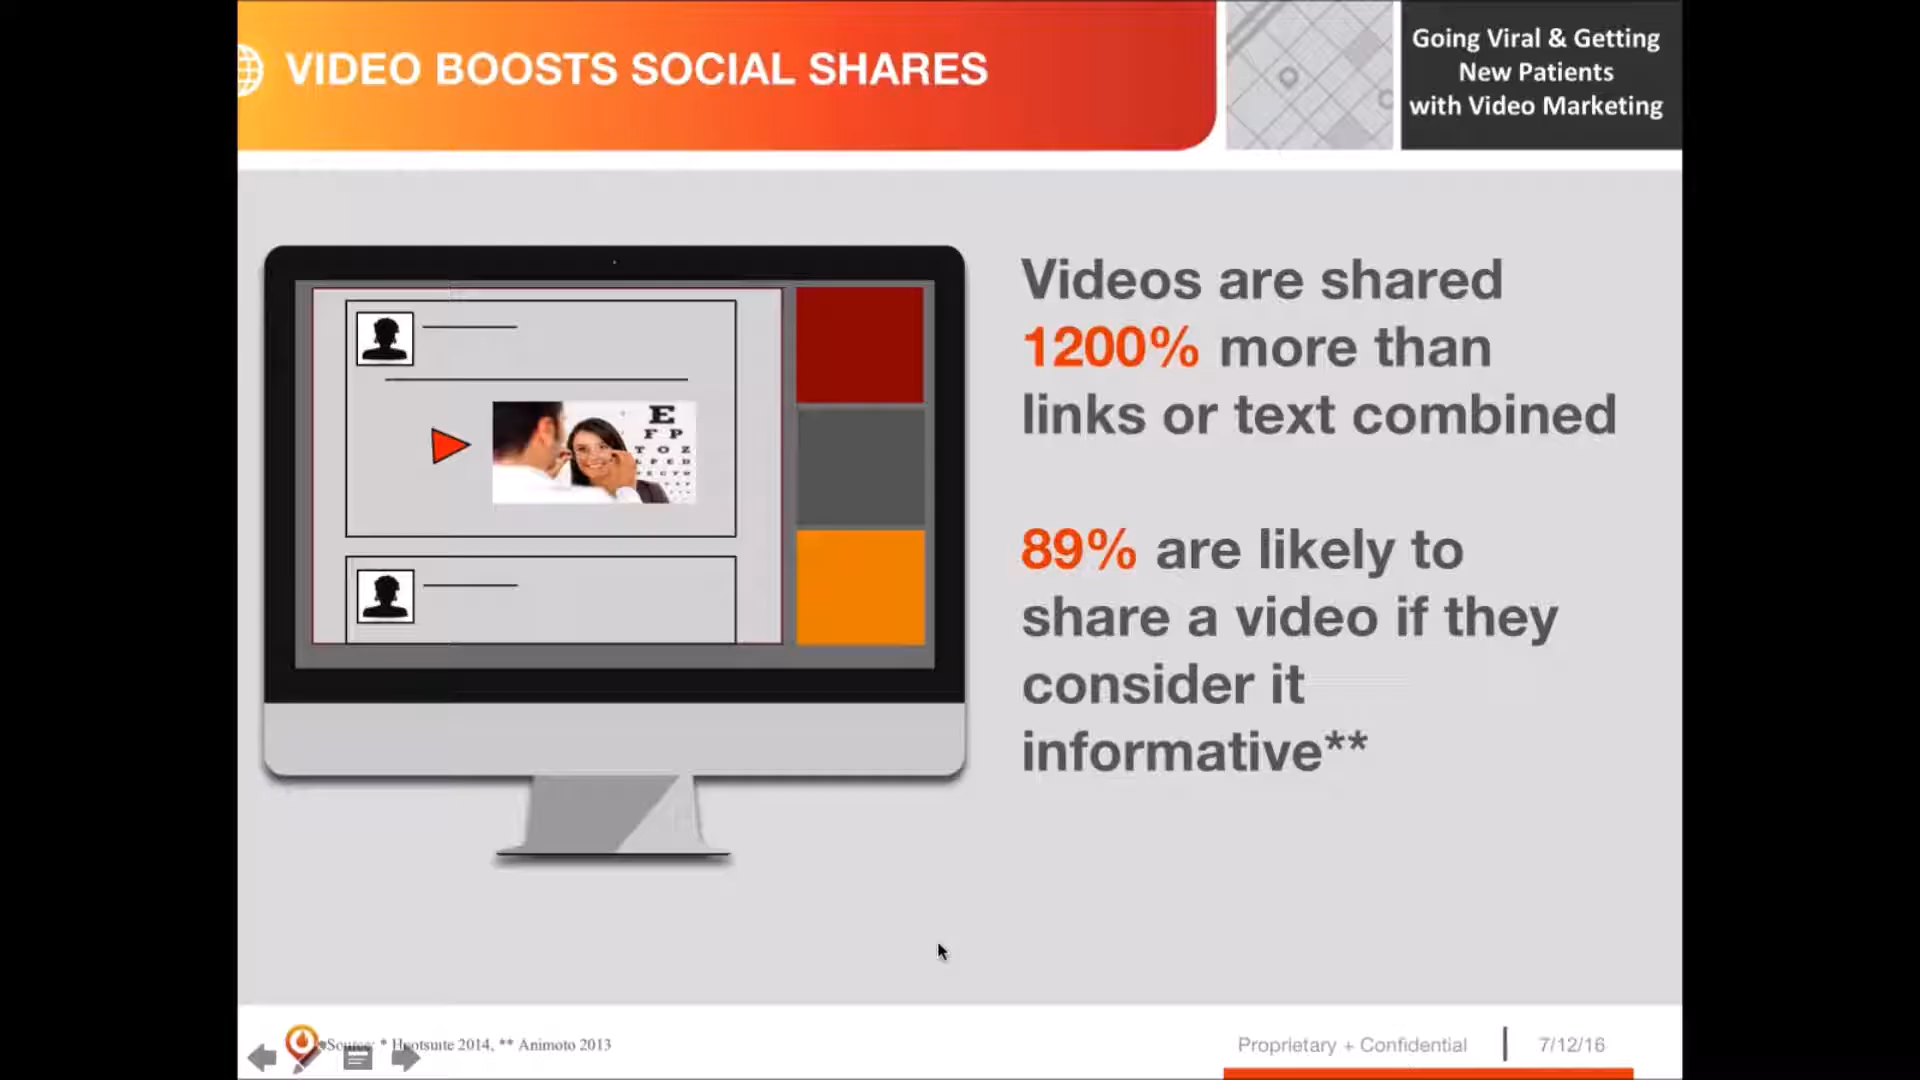 VIDEO BOOSTS SOCIAL SHARES
Going Viral & Getting
New Patients
with Video Marketing
Videos are shared
1200% more than
links or text combined
89% are likely to
share a video if they
consider it
informative**
E
F P
T O Z
L P E D
Source: * Hootsuite 2014, ** Animoto 2013
Proprietary + Confidential
7/12/16